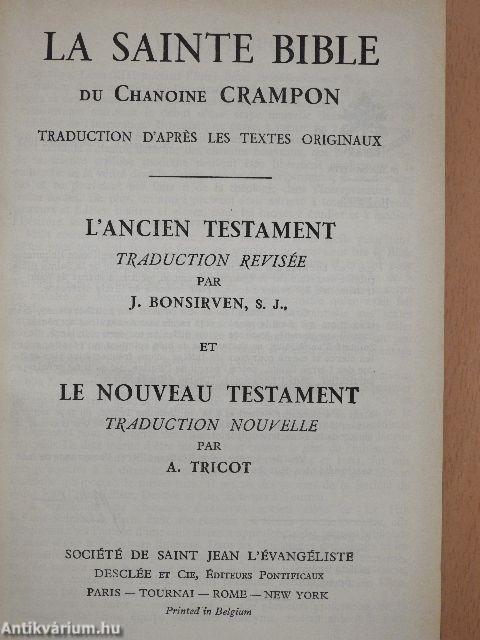 LA SAINTE BIBLE
DU CHANOINE CRAMPON
TRADUCTION D'APRÈS LES TEXTES ORIGINAUX
L'ANCIEN TESTAMENT
TRADUCTION REVISÉE
PAR
J. BONSIRVEN, S. J.,
ET
LE NOUVEAU TESTAMENT
TRADUCTION NOUVELLE
PAR
A. TRICOT
SOCIÉTÉ DE SAINT JEAN L'ÉVANGÉLISTE
DESCLÉE ET CIE, ÉDITEURS PONTIFICAUX
PARIS — TOURNAI — ROME — NEW YORK
Printed in Belgium
Antikvárium.hu